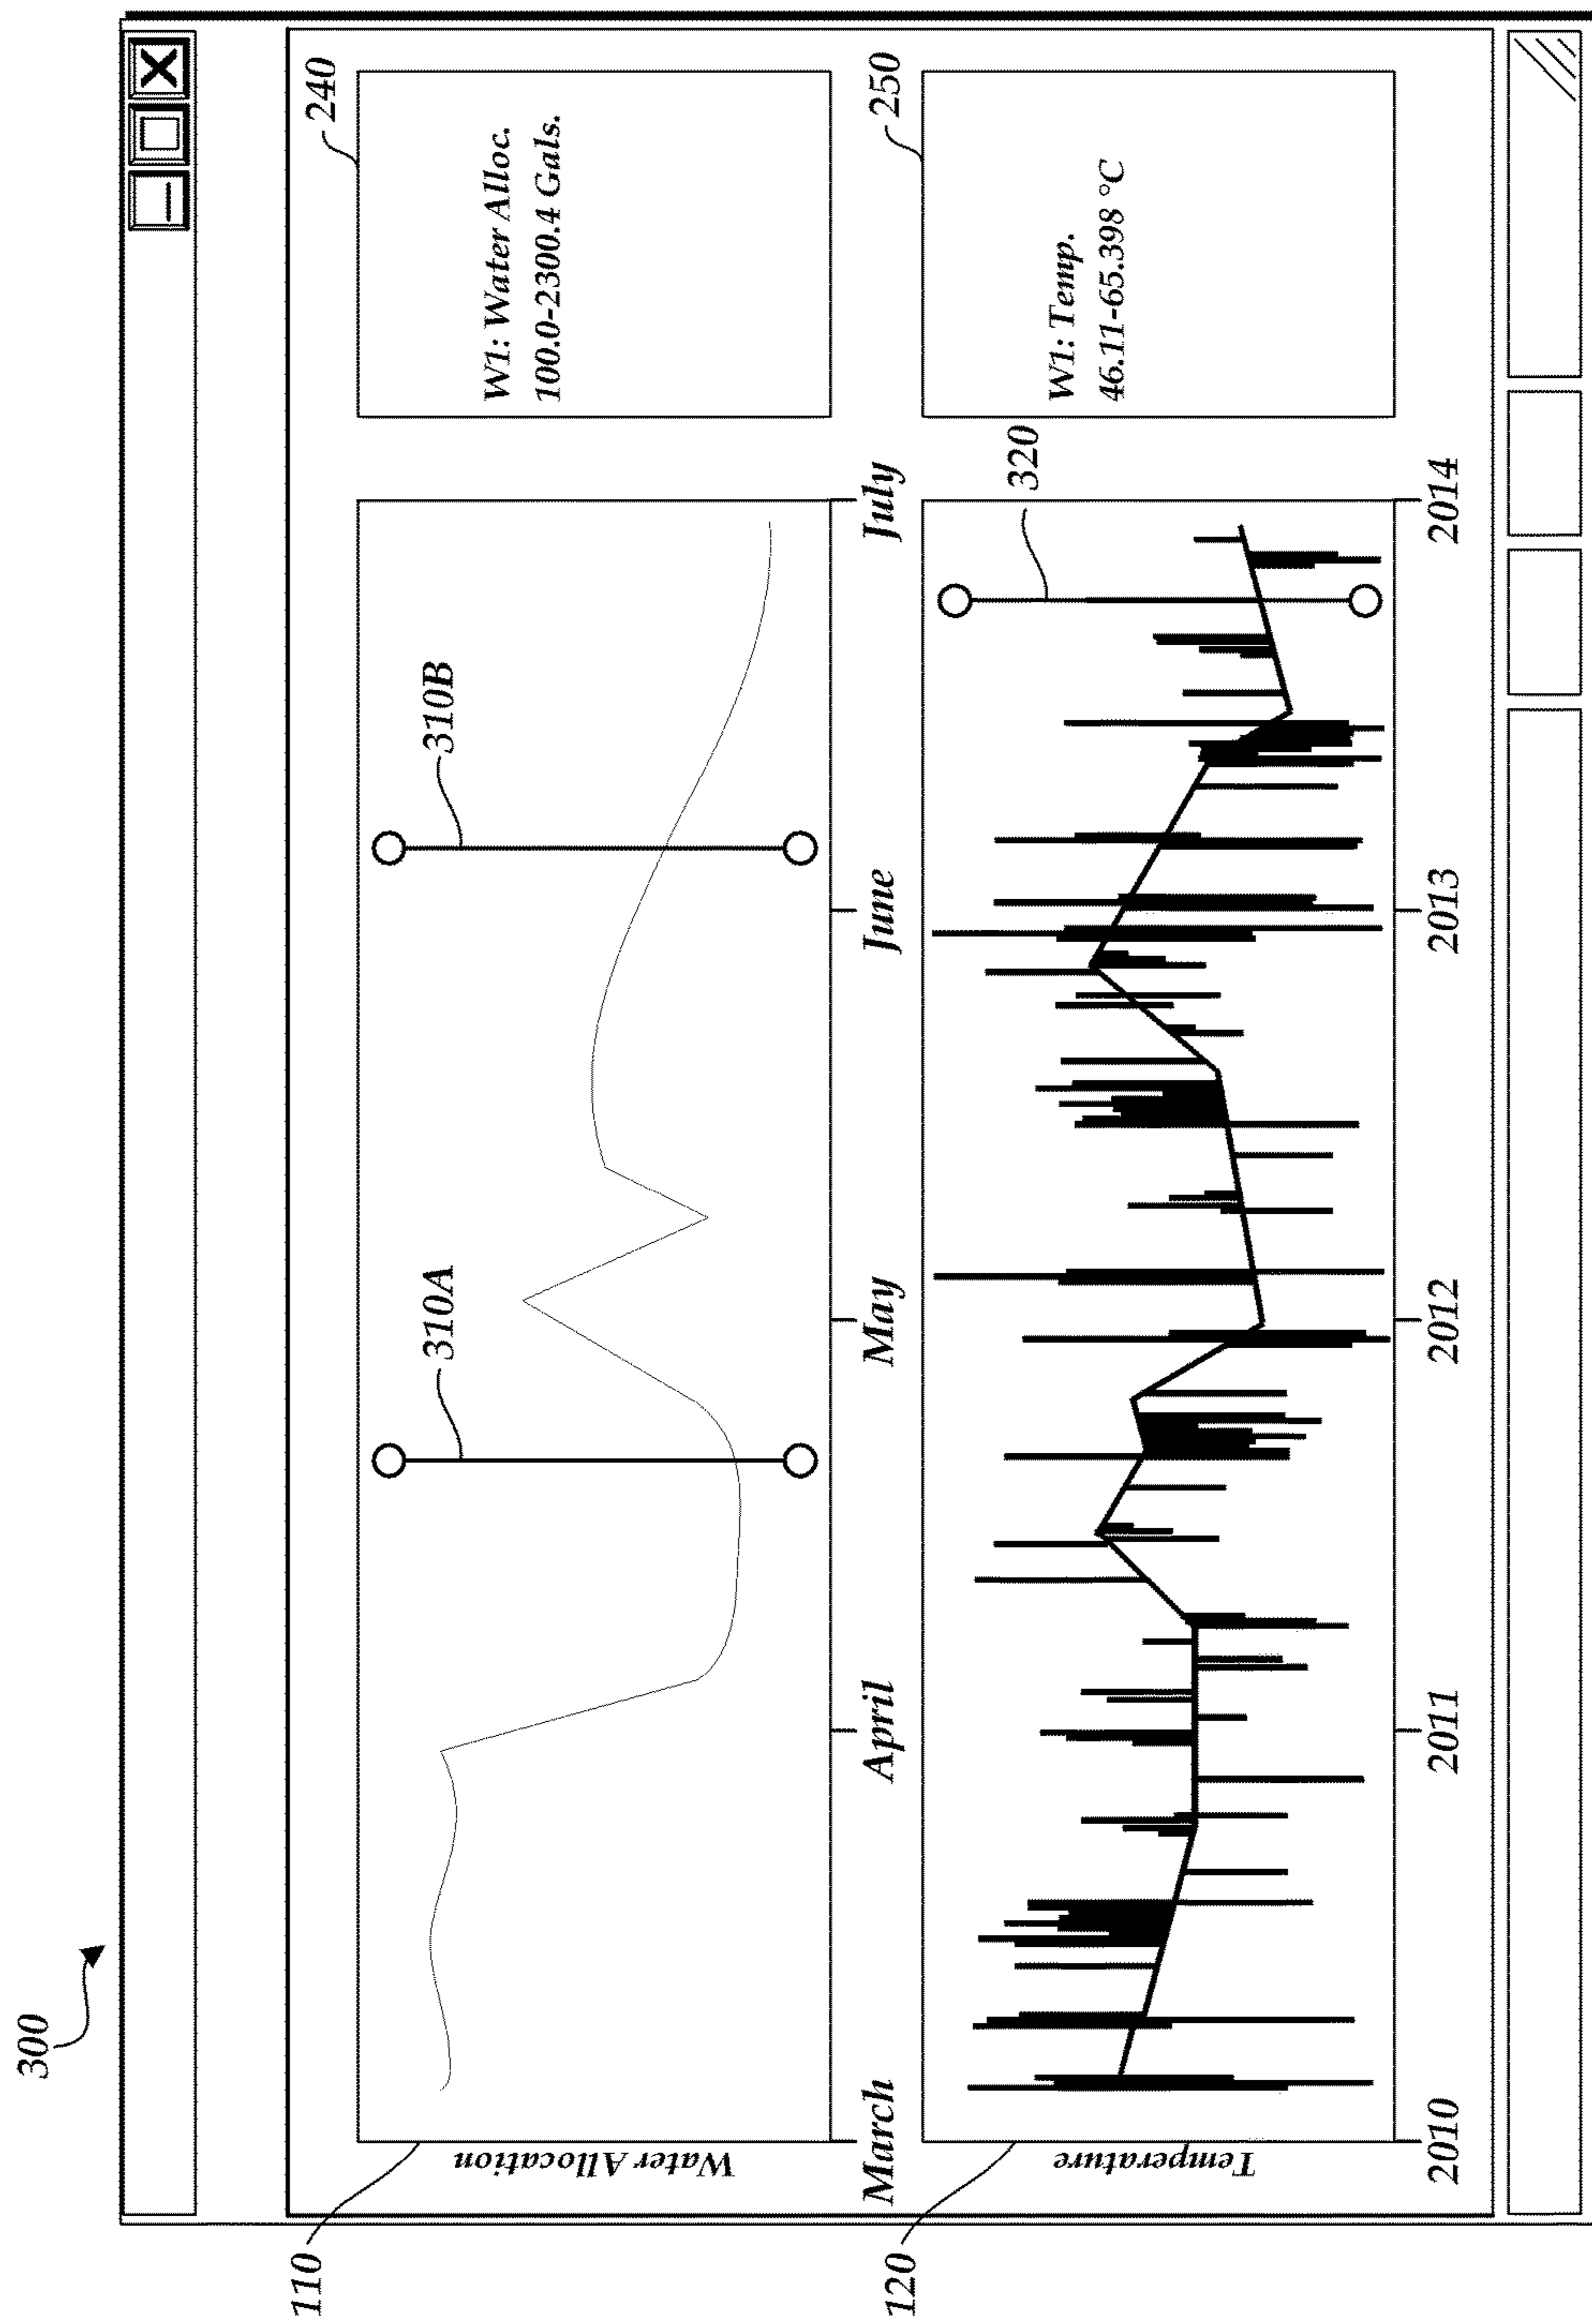 300
110
Water Allocation
310A
310B
240
W1: Water Alloc.
100.0-2300.4 Gals.
March
April
May
June
July
120
Temperature
320
250
W1: Temp.
46.11-65.398 °C
2010
2011
2012
2013
2014